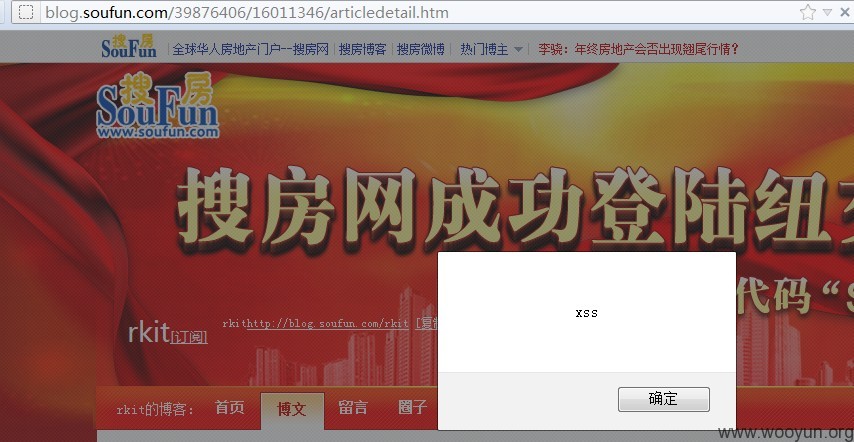 blog.soufun.com/39876406/16011346/articledetail.htm
搜房 SouFun 全球华人房地产门户--搜房网 | 搜房博客 | 搜房微博 | 热门博主 李骁：年终房地产会否出现翘尾行情？
搜房
SouFun
www.soufun.com
搜房网成功登陆纽
代码“S
xss
rkit[订阅] rkithttp://blog.soufun.com/rkit
rkit的博客： 首页 博文 留言 圈子
确定
www.wooyun.org